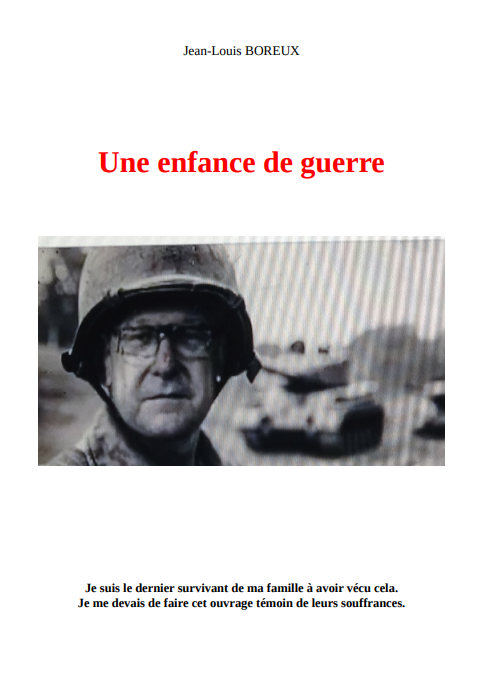 Jean-Louis BOREUX
Une enfance de guerre
Je suis le dernier survivant de ma famille à avoir vécu cela.
Je me devais de faire cet ouvrage témoin de leurs souffrances.